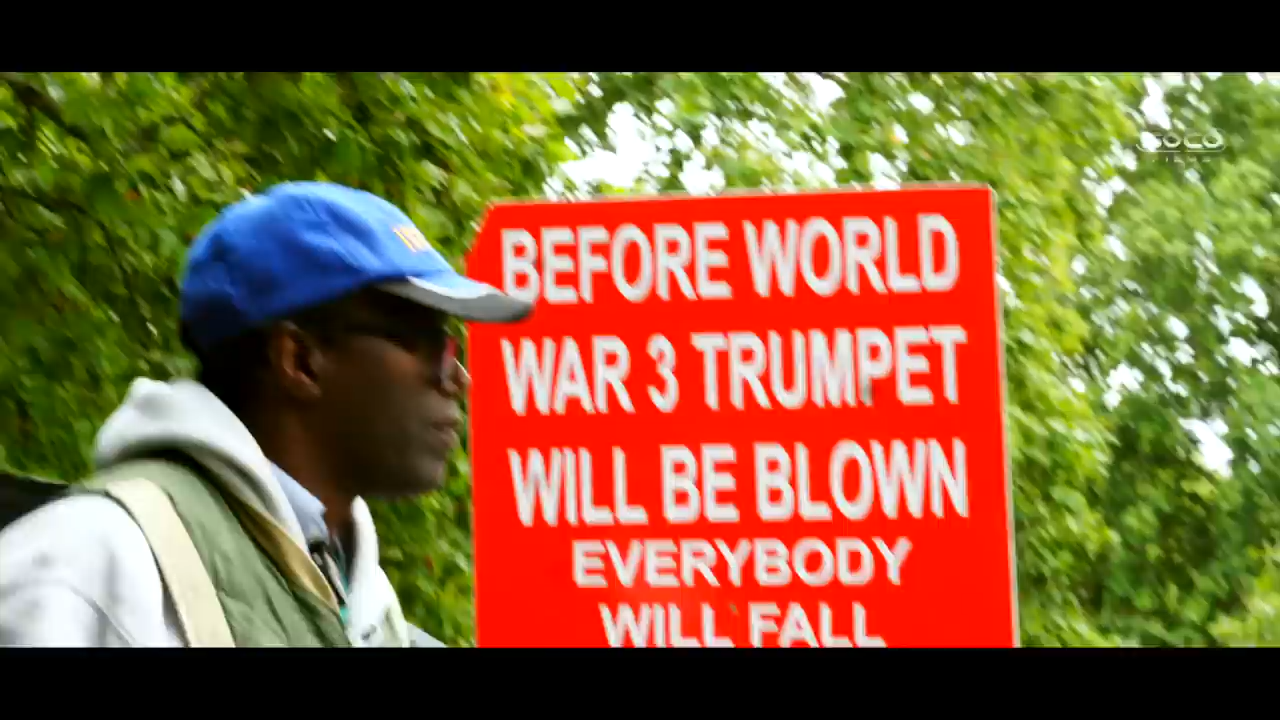 BEFORE WORLD
WAR 3 TRUMPET
WILL BE BLOWN
EVERYBODY
WILL FALL